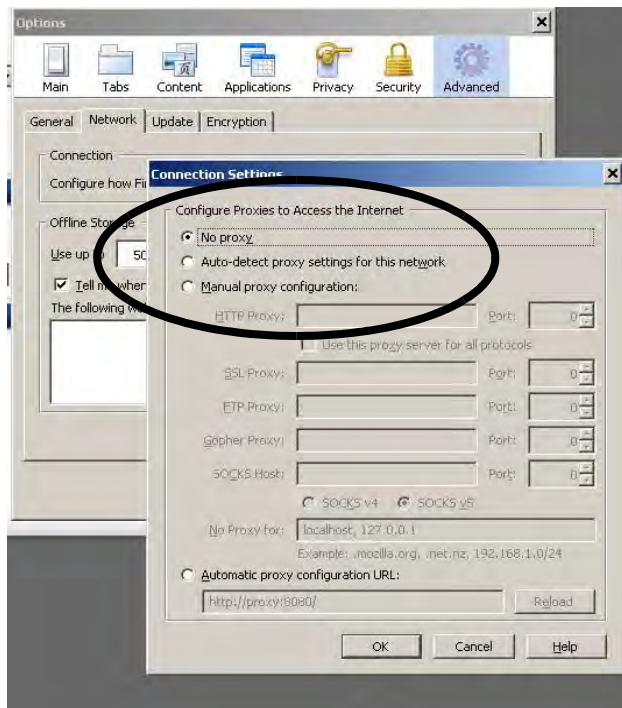 Options
Main Tabs Content Applications Privacy Security Advanced
General Network Update Encryption
Connection
Configure how Fi
Offline Storage
Use up to 50
Tell me when
The following we
Connection Settings
Configure Proxies to Access the Internet
No proxy
Auto-detect proxy settings for this network
Manual proxy configuration:
HTTP Proxy: Port: 0
Use this proxy server for all protocols
SSL Proxy: Port: 0
FTP Proxy: Port: 0
Gopher Proxy: Port: 0
SOCKS Host: Port: 0
SOCKS v4 SOCKS v5
No Proxy for: localhost, 127.0.0.1
Example: .mozilla.org, .net.nz, 192.168.1.0/24
Automatic proxy configuration URL:
http://proxy:8080/ Reload
OK Cancel Help